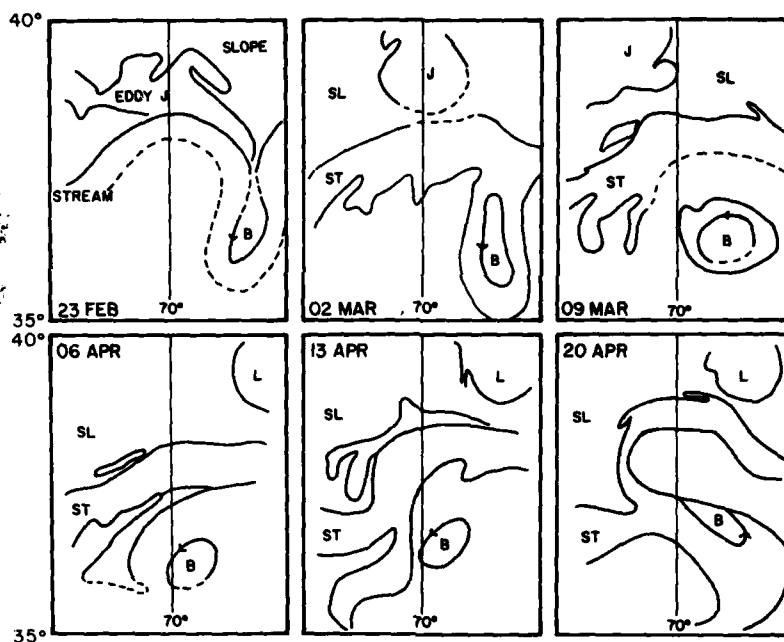 40°
SLOPE
EDDY J
STREAM
B
23 FEB
70°
J
SL
ST
B
02 MAR
70°
J
SL
ST
B
09 MAR
70°
35°
40°
06 APR
L
SL
ST
B
70°
13 APR
L
SL
ST
B
70°
20 APR
L
SL
ST
B
70°
35°